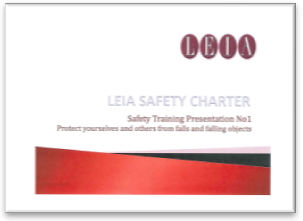 LEIA
LEIA SAFETY CHARTER
Safety Training Presentation No1
Protect yourselves and others from falls and falling objects